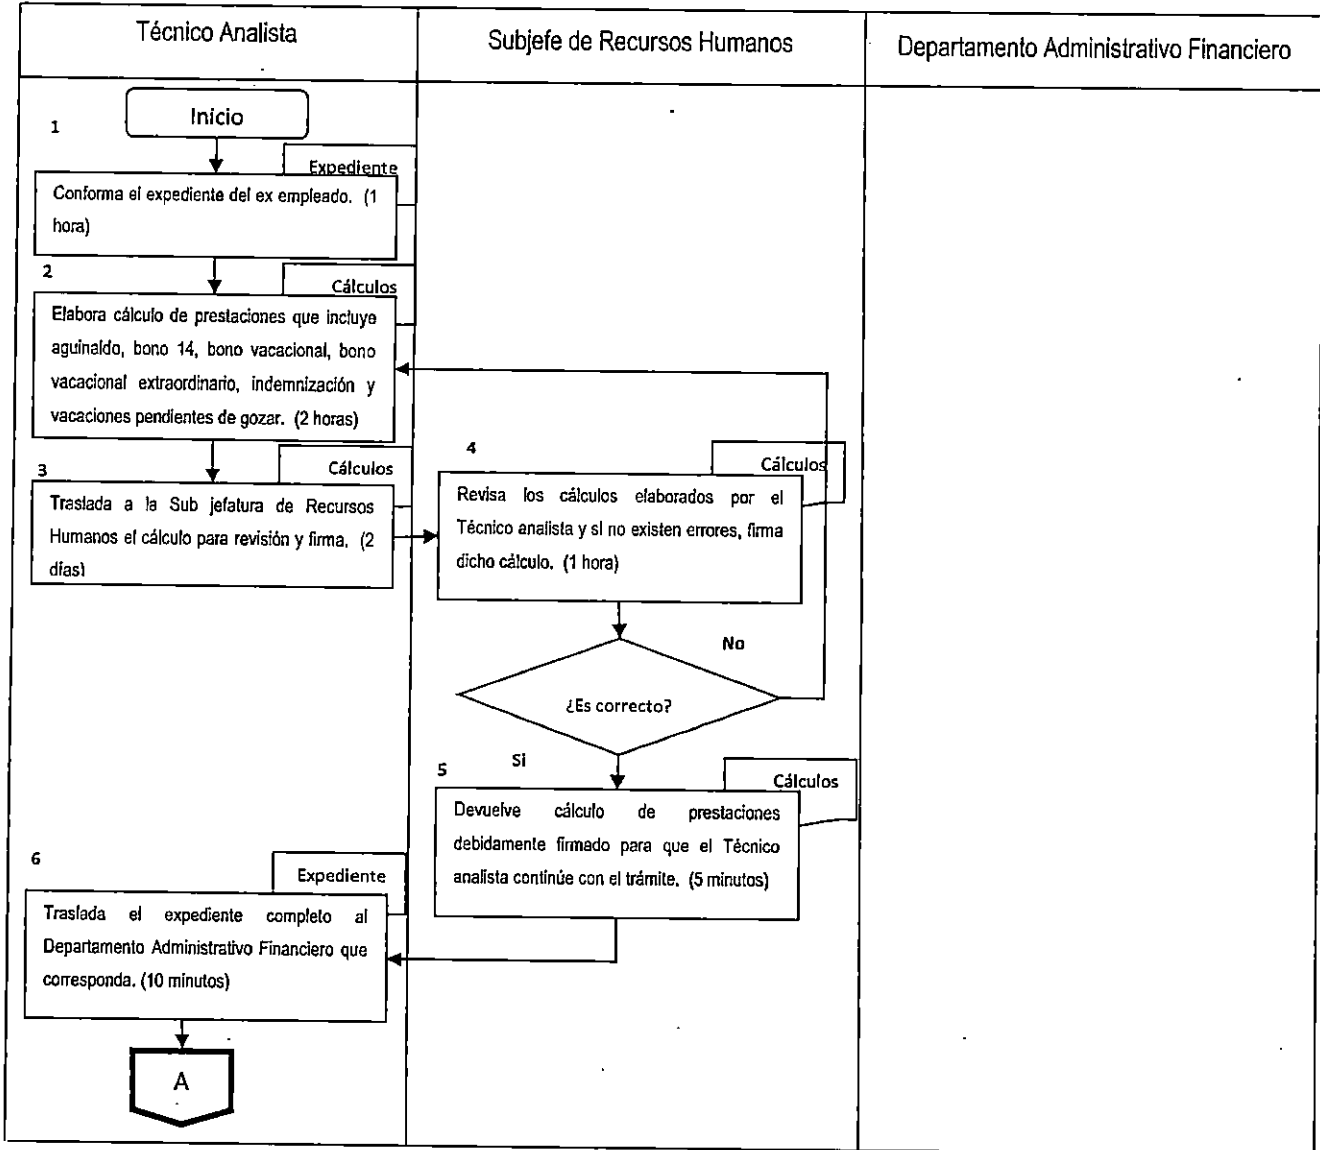 Técnico Analista
Subjefe de Recursos Humanos
Departamento Administrativo Financiero
Inicio
1
Expediente
Conforma el expediente del ex empleado. (1
hora)
2
Cálculos
Elabora cálculo de prestaciones que incluye
aguinaldo, bono 14, bono vacacional, bono
vacacional extraordinario, indemnización y
vacaciones pendientes de gozar. (2 horas)
3
Cálculos
Traslada a la Sub jefatura de Recursos
Humanos el cálculo para revisión y firma. (2
días)
4
Cálculos
Revisa los cálculos elaborados por el
Técnico analista y si no existen errores, firma
dicho cálculo. (1 hora)
No
¿Es correcto?
Si
5
Cálculos
Devuelve cálculo de prestaciones
debidamente firmado para que el Técnico
analista continúe con el trámite. (5 minutos)
6
Expediente
Traslada el expediente completo al
Departamento Administrativo Financiero que
corresponda. (10 minutos)
A